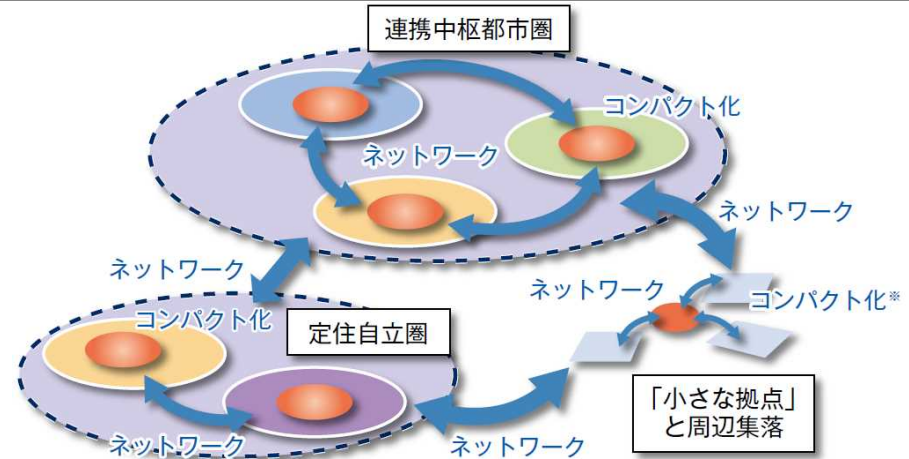 連携中枢都市圏
コンパクト化
ネットワーク
ネットワーク
ネットワーク
ネットワーク
コンパクト化※
コンパクト化
定住自立圏
「小さな拠点」
と周辺集落
ネットワーク
ネットワーク